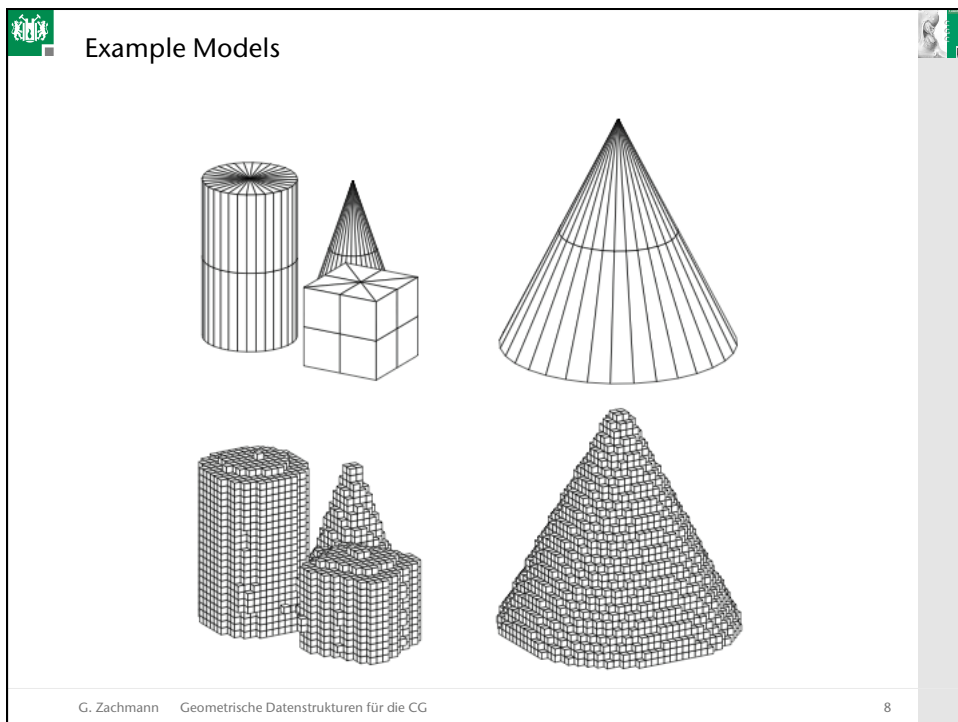 Example Models
G. Zachmann Geometrische Datenstrukturen für die CG 8